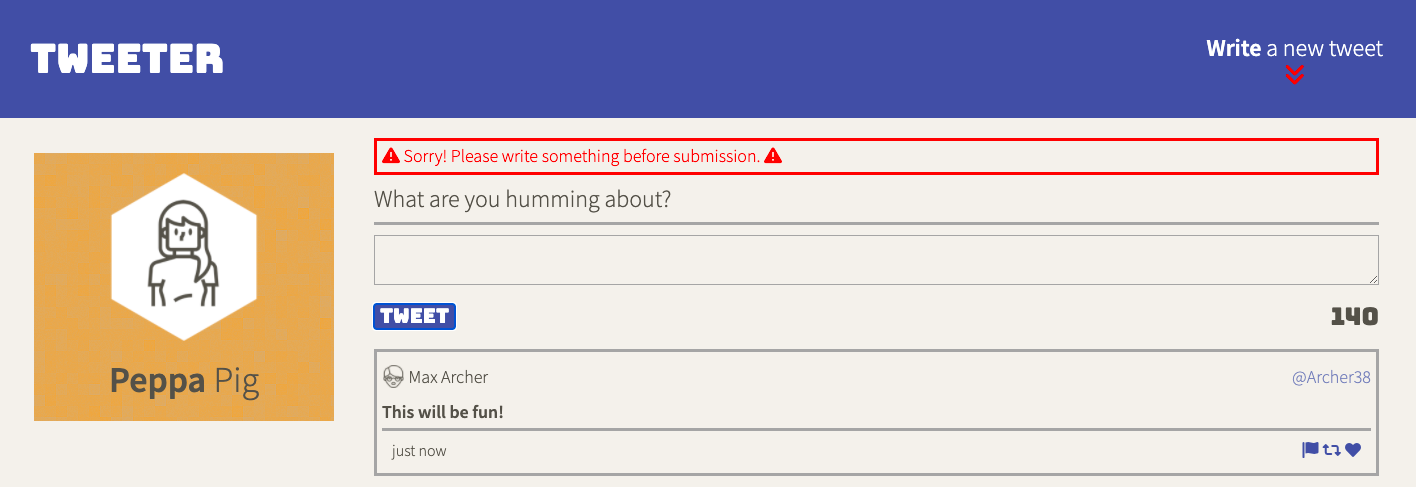 TWEETER
Write a new tweet
Peppa Pig
Sorry! Please write something before submission.
What are you humming about?
TWEET
140
Max Archer
@Archer38
This will be fun!
just now